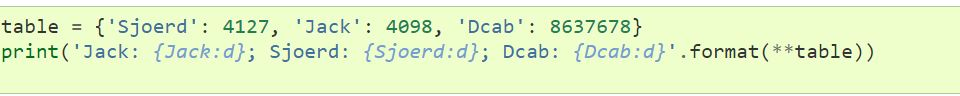 table = {'Sjoerd': 4127, 'Jack': 4098, 'Dcab': 8637678}
print('Jack: {Jack:d}; Sjoerd: {Sjoerd:d}; Dcab: {Dcab:d}'.format(**table))